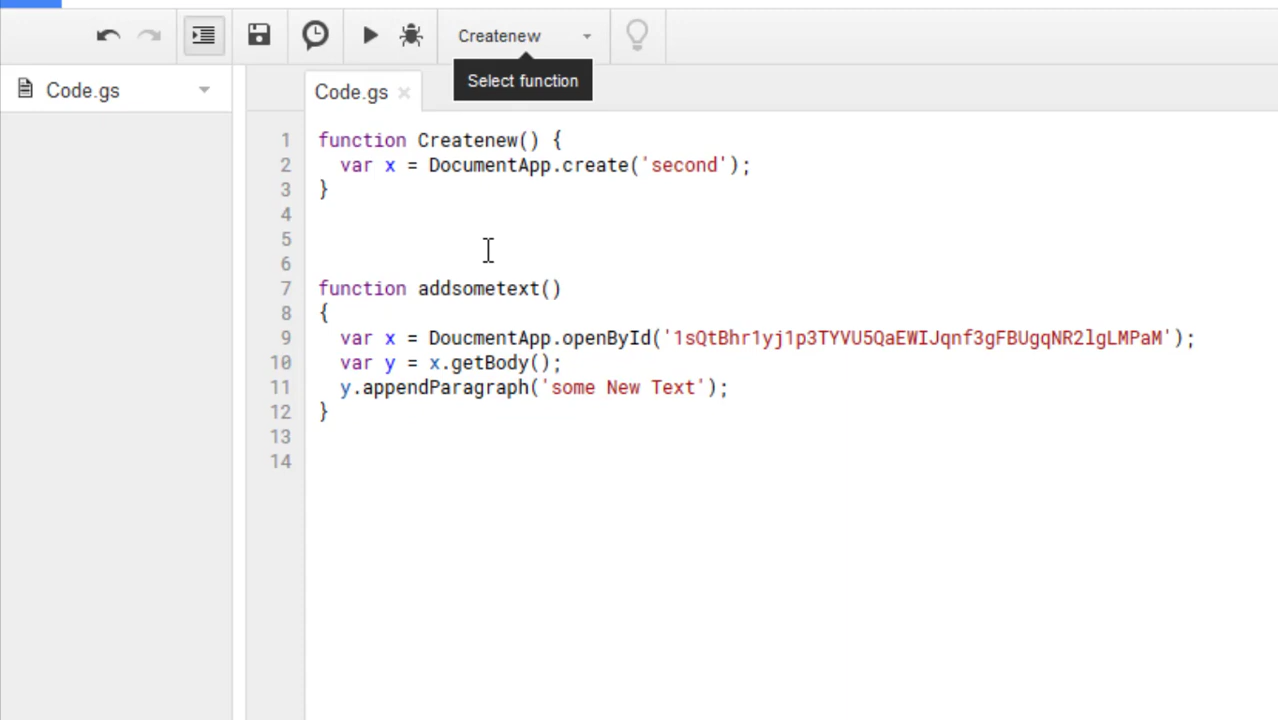 Createnew
Select function
Code.gs
Code.gs
1 function Createnew() {
2 var x = DocumentApp.create('second');
3 }
4
5
6
7 function addsometext()
8 {
9 var x = DoucmentApp.openById('1sQtBhr1yj1p3TYVU5QaEWIJqnf3gFBUgqNR2lgLMPaM');
10 var y = x.getBody();
11 y.appendParagraph('some New Text');
12 }
13
14